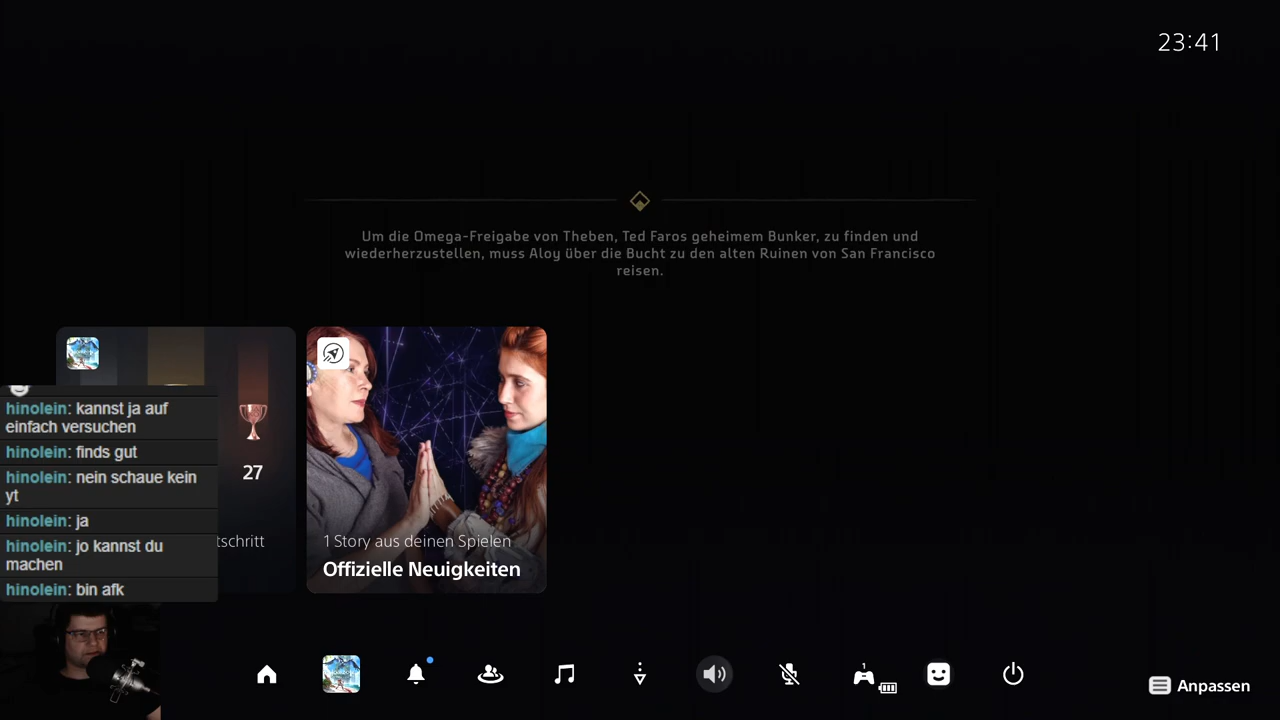 23:41
Um die Omega-Freigabe von Theben, Ted Faros geheimem Bunker, zu finden und
wiederherzustellen, muss Aloy über die Bucht zu den alten Ruinen von San Francisco
reisen.
hinolein: kannst ja auf
einfach versuchen
hinolein: finds gut
hinolein: nein schaue kein
yt
hinolein: ja
hinolein: jo kannst du
machen
hinolein: bin afk
27
tschritt
1 Story aus deinen Spielen
Offizielle Neuigkeiten
1
Anpassen